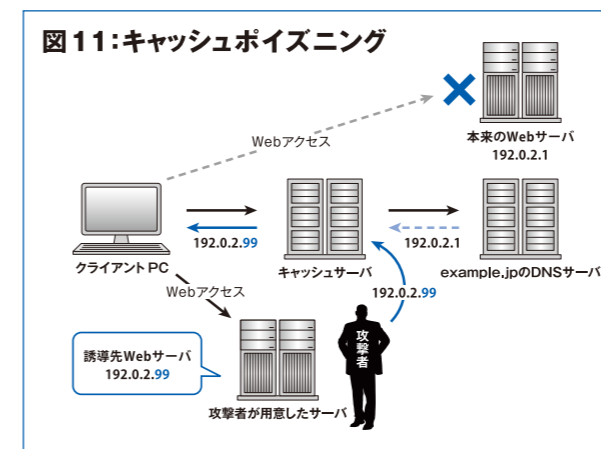 図11:キャッシュポイズニング
Webアクセス
本来のWebサーバ
192.0.2.1
192.0.2.99
192.0.2.1
クライアントPC
キャッシュサーバ
example.jpのDNSサーバ
Webアクセス
192.0.2.99
誘導先Webサーバ
192.0.2.99
攻撃者
攻撃者が用意したサーバ